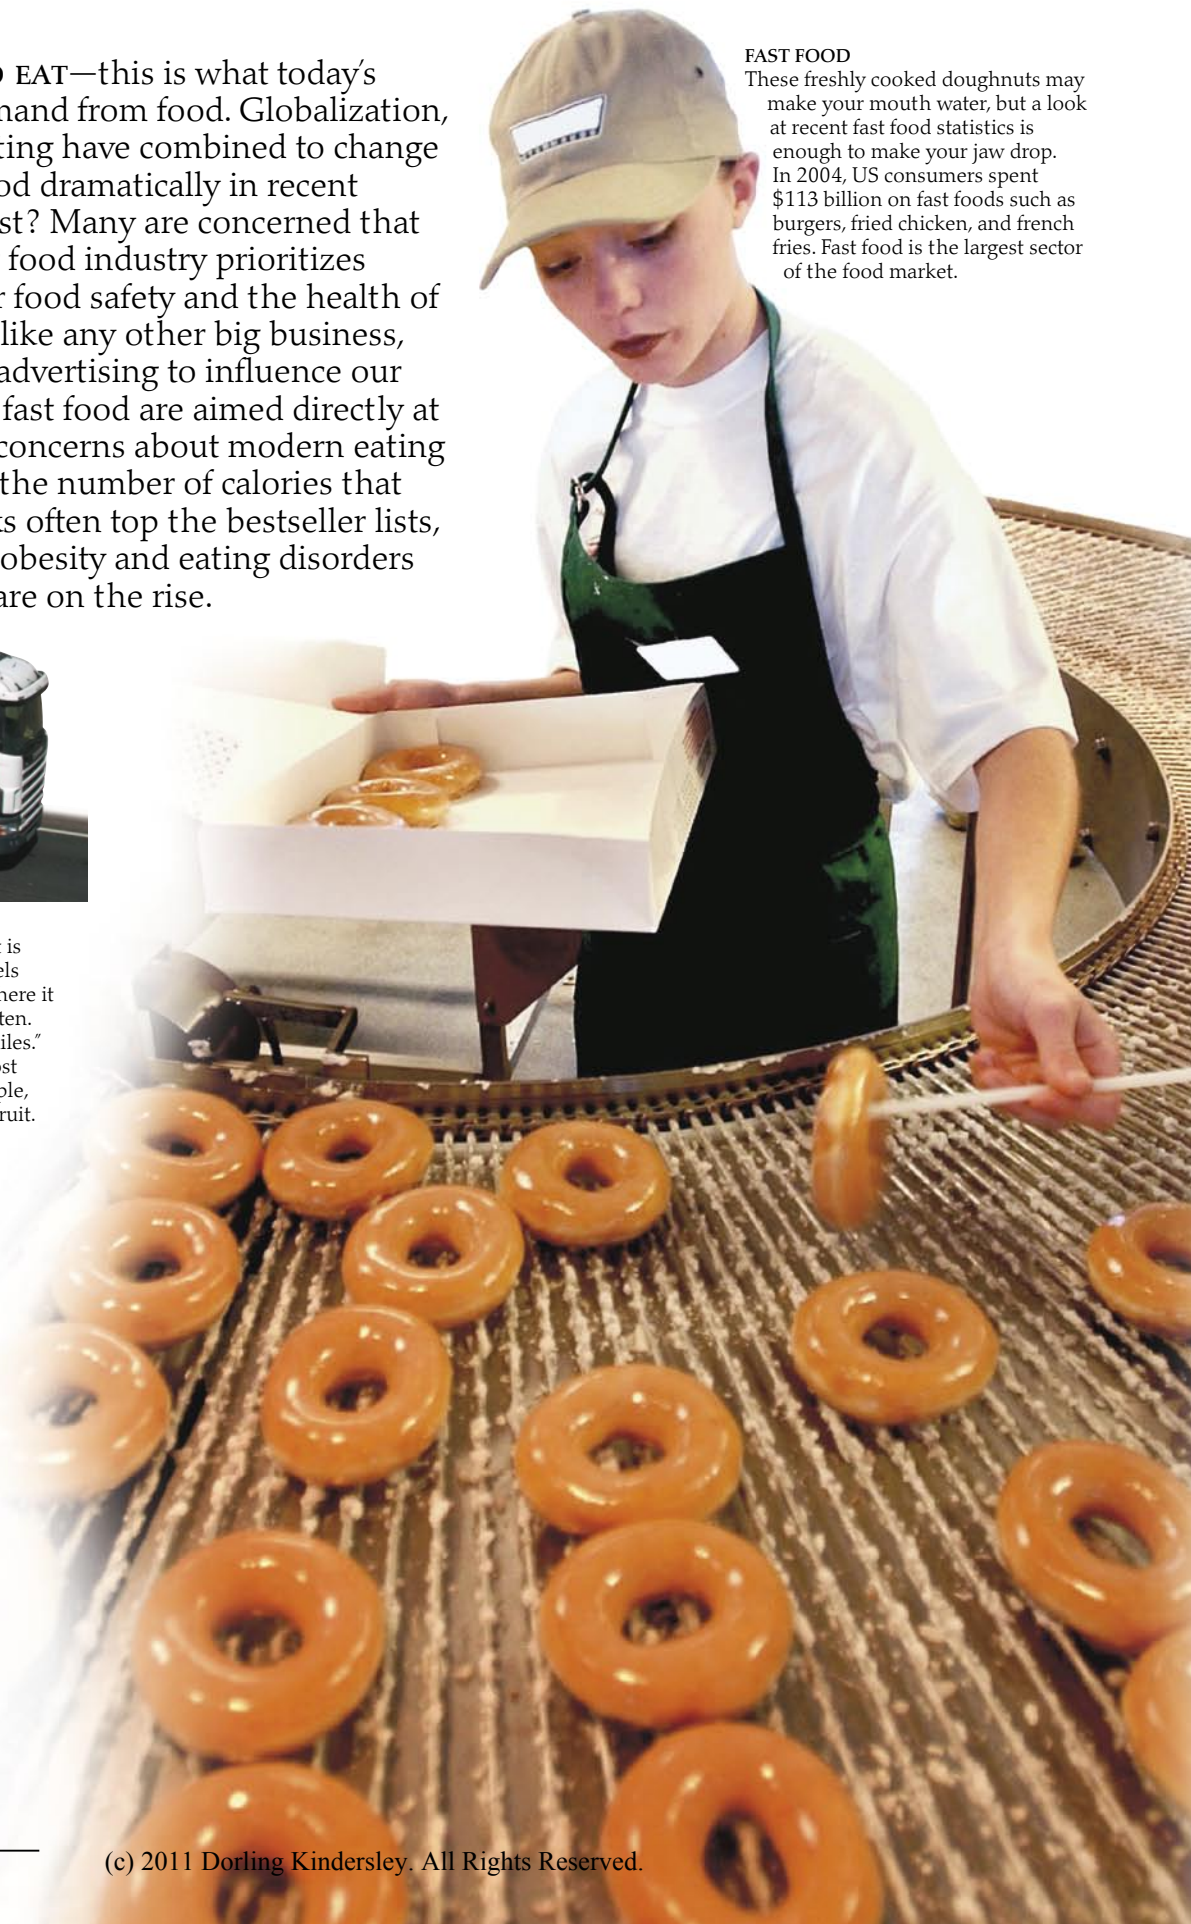 EAT—this is what today's
mand from food. Globalization,
ting have combined to change
od dramatically in recent
st? Many are concerned that
food industry prioritizes
r food safety and the health of
like any other big business,
advertising to influence our
fast food are aimed directly at
concerns about modern eating
the number of calories that
ks often top the bestseller lists,
obesity and eating disorders
are on the rise.
FAST FOOD
These freshly cooked doughnuts may
make your mouth water, but a look
at recent fast food statistics is
enough to make your jaw drop.
In 2004, US consumers spent
$113 billion on fast foods such as
burgers, fried chicken, and french
fries. Fast food is the largest sector
of the food market.
t is
els
here it
ten.
iles."
ost
ple,
ruit.
(c) 2011 Dorling Kindersley. All Rights Reserved.